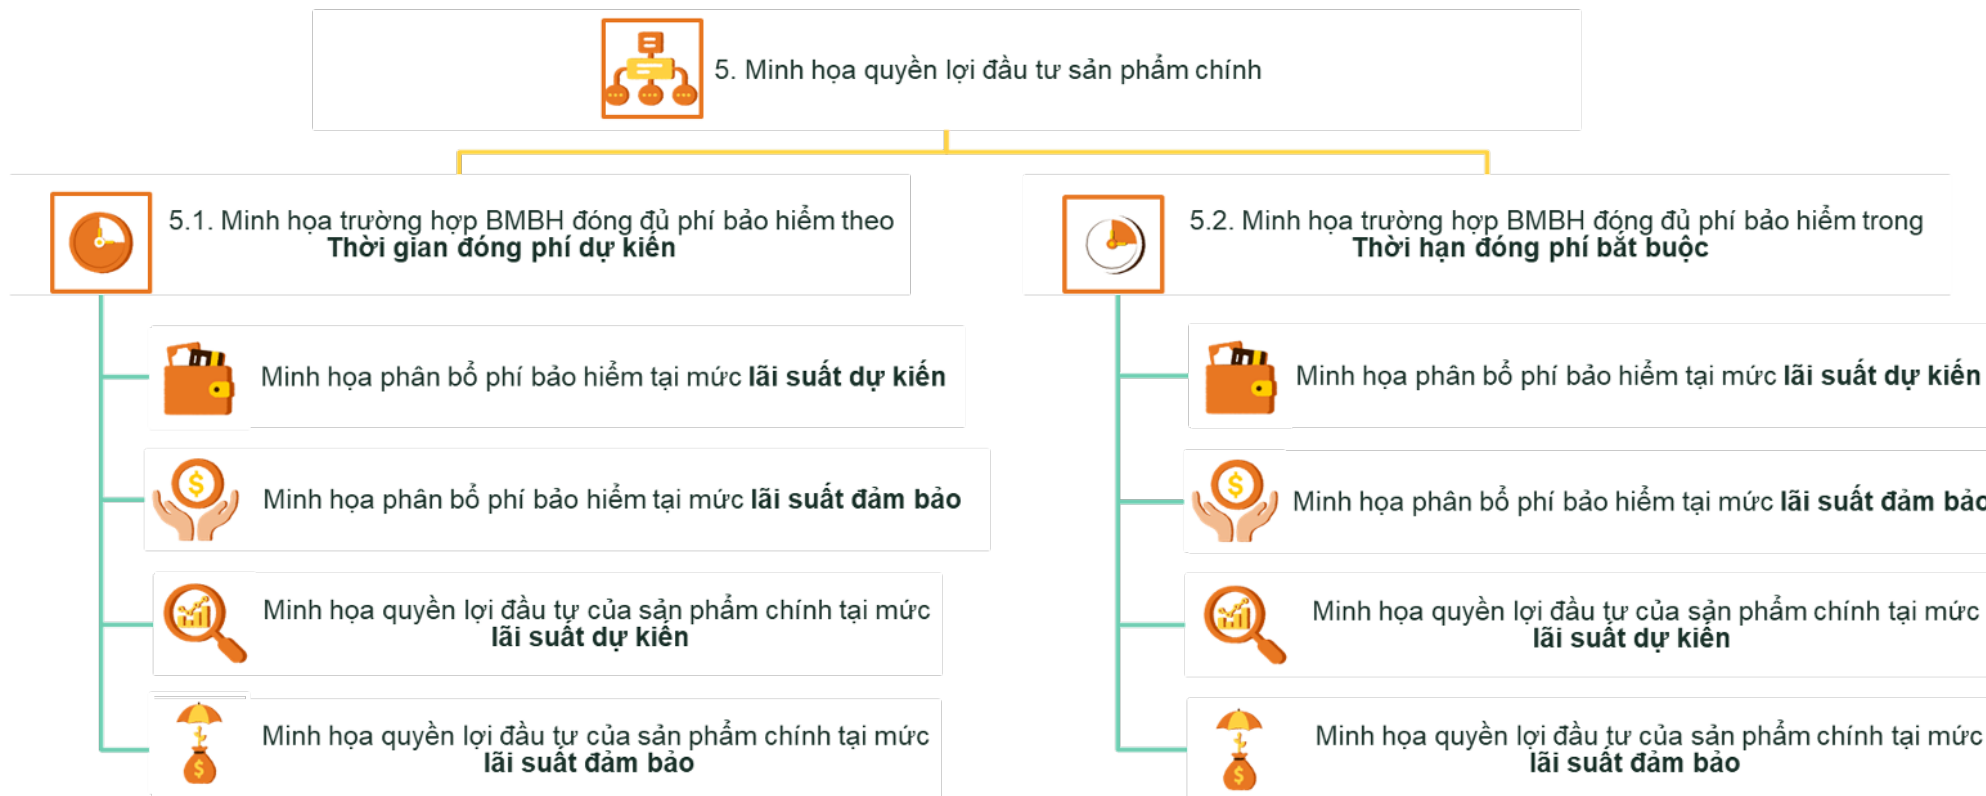 5. Minh họa quyền lợi đầu tư sản phẩm chính
5.1. Minh họa trường hợp BMBH đóng đủ phí bảo hiểm theo
Thời gian đóng phí dự kiến
Minh họa phân bổ phí bảo hiểm tại mức lãi suất dự kiến
Minh họa phân bổ phí bảo hiểm tại mức lãi suất đảm bảo
Minh họa quyền lợi đầu tư của sản phẩm chính tại mức
lãi suất dự kiến
Minh họa quyền lợi đầu tư của sản phẩm chính tại mức
lãi suất đảm bảo
5.2. Minh họa trường hợp BMBH đóng đủ phí bảo hiểm trong
Thời hạn đóng phí bắt buộc
Minh họa phân bổ phí bảo hiểm tại mức lãi suất dự kiến
Minh họa phân bổ phí bảo hiểm tại mức lãi suất đảm bảo
Minh họa quyền lợi đầu tư của sản phẩm chính tại mức
lãi suất dự kiến
Minh họa quyền lợi đầu tư của sản phẩm chính tại mức
lãi suất đảm bảo